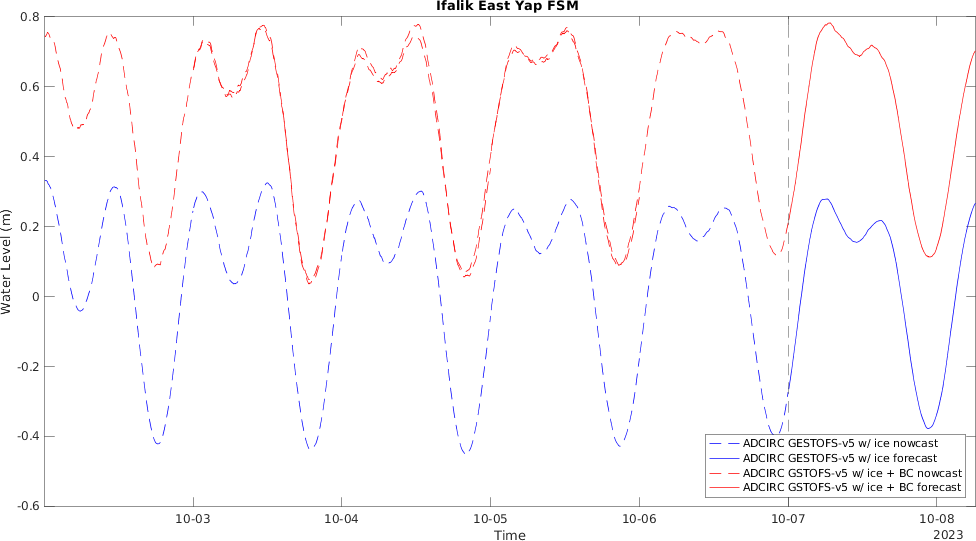 Ifalik East Yap FSM
0.8
0.6
0.4
0.2
0
-0.2
-0.4
-0.6
Water Level (m)
ADCIRC GESTOFS-v5 w/ ice nowcast
ADCIRC GESTOFS-v5 w/ ice forecast
ADCIRC GSTOFS-v5 w/ ice + BC nowcast
ADCIRC GSTOFS-v5 w/ ice + BC forecast
10-03
10-04
10-05
10-06
10-07
10-08
Time
2023